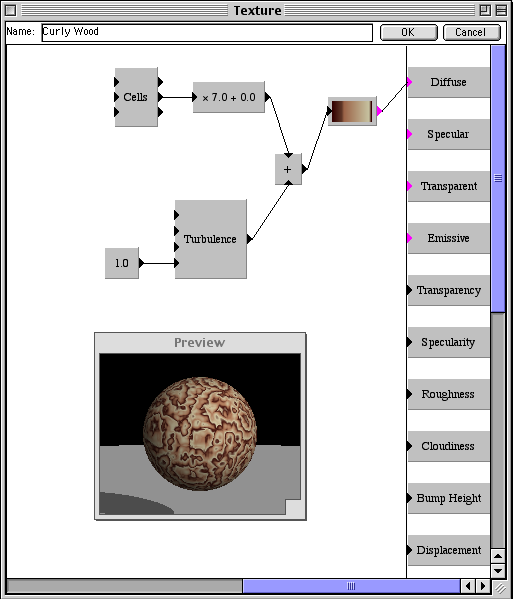 Texture
Name: Curly Wood
OK
Cancel
Cells
× 7.0 + 0.0
+
Turbulence
1.0
Diffuse
Specular
Transparent
Emissive
Transparency
Specularity
Roughness
Cloudiness
Bump Height
Displacement
Preview